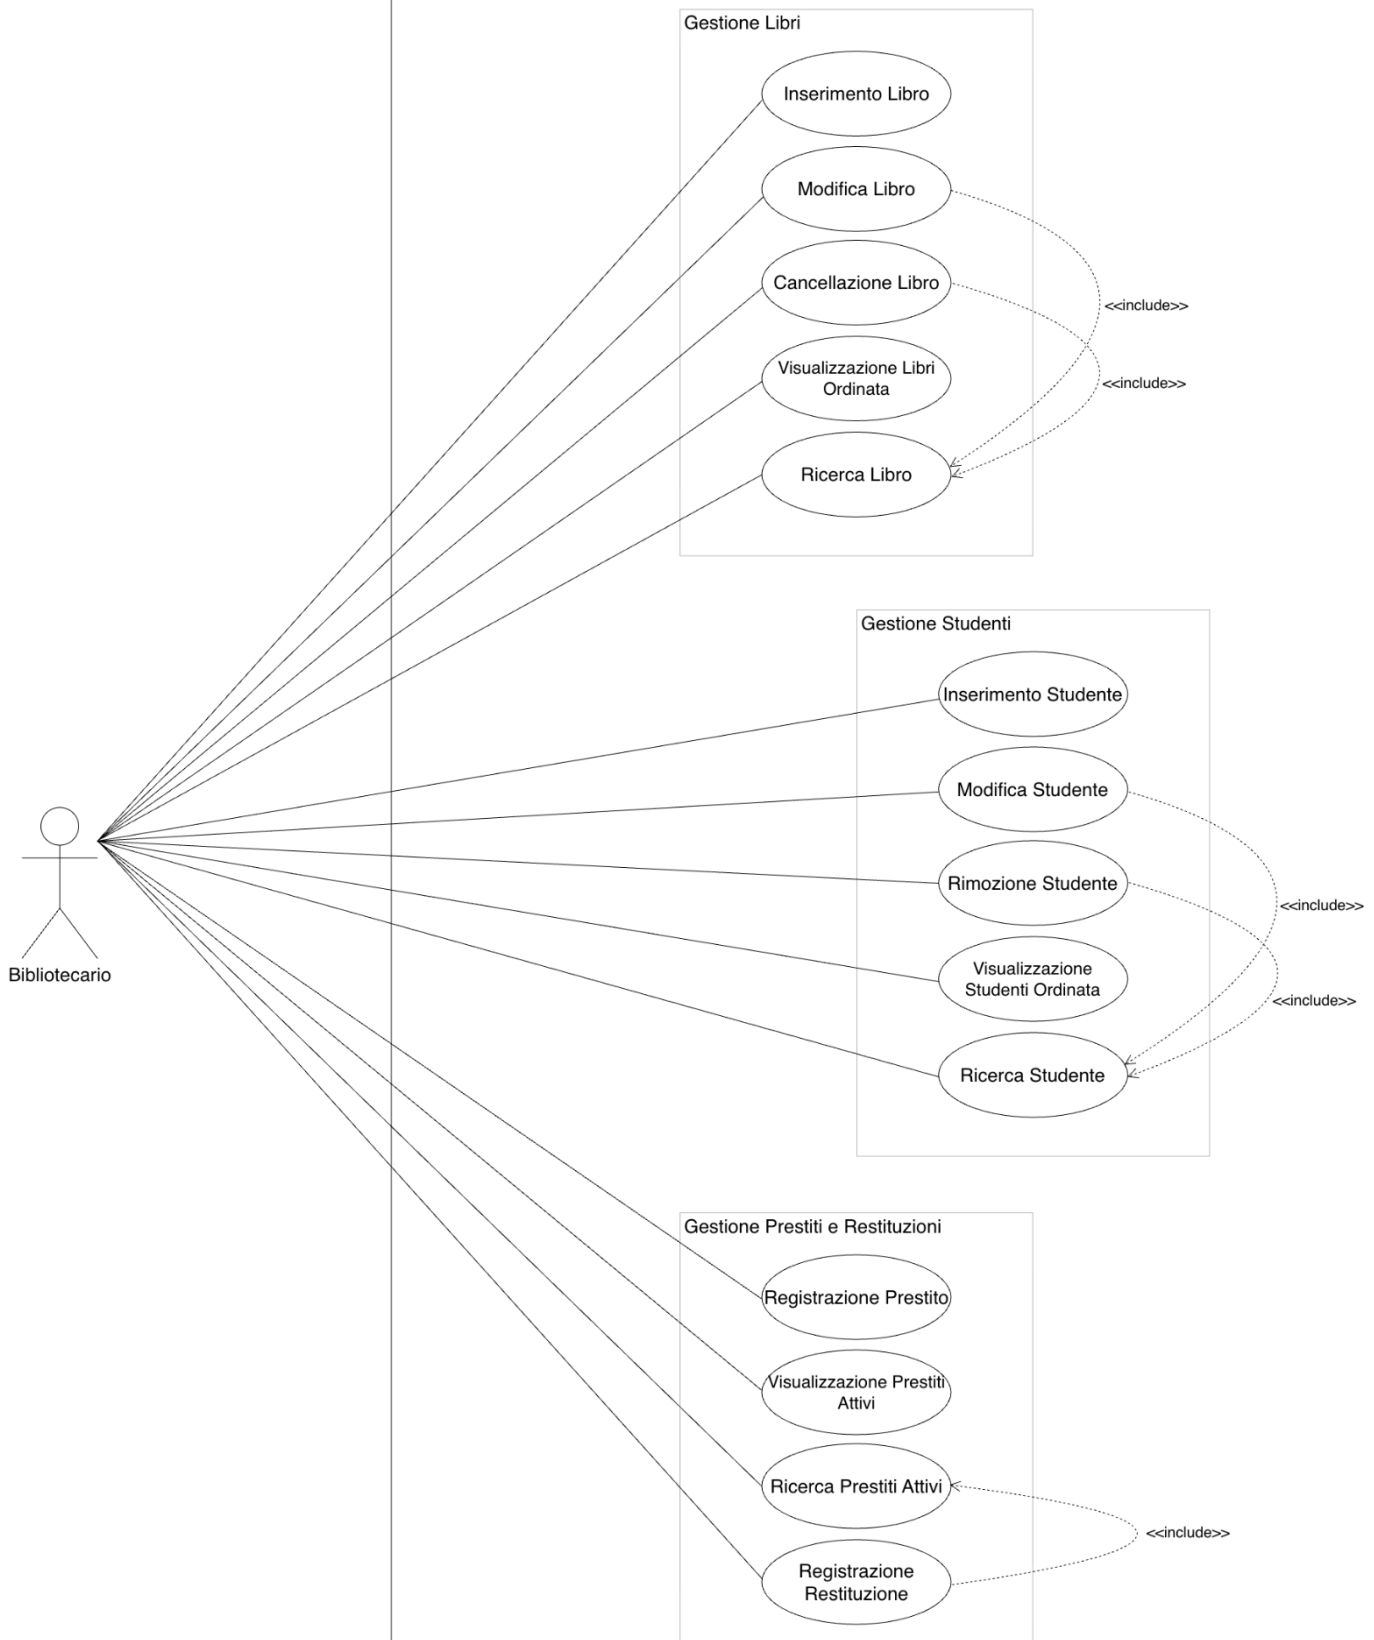 Gestione Libri
Inserimento Libro
Modifica Libro
Cancellazione Libro
<<include>>
Visualizzazione Libri
Ordinata
<<include>>
Ricerca Libro
Gestione Studenti
Inserimento Studente
Modifica Studente
Rimozione Studente
<<include>>
Visualizzazione
Studenti Ordinata
<<include>>
Ricerca Studente
Bibliotecario
Gestione Prestiti e Restituzioni
Registrazione Prestito
Visualizzazione Prestiti
Attivi
Ricerca Prestiti Attivi
<<include>>
Registrazione
Restituzione